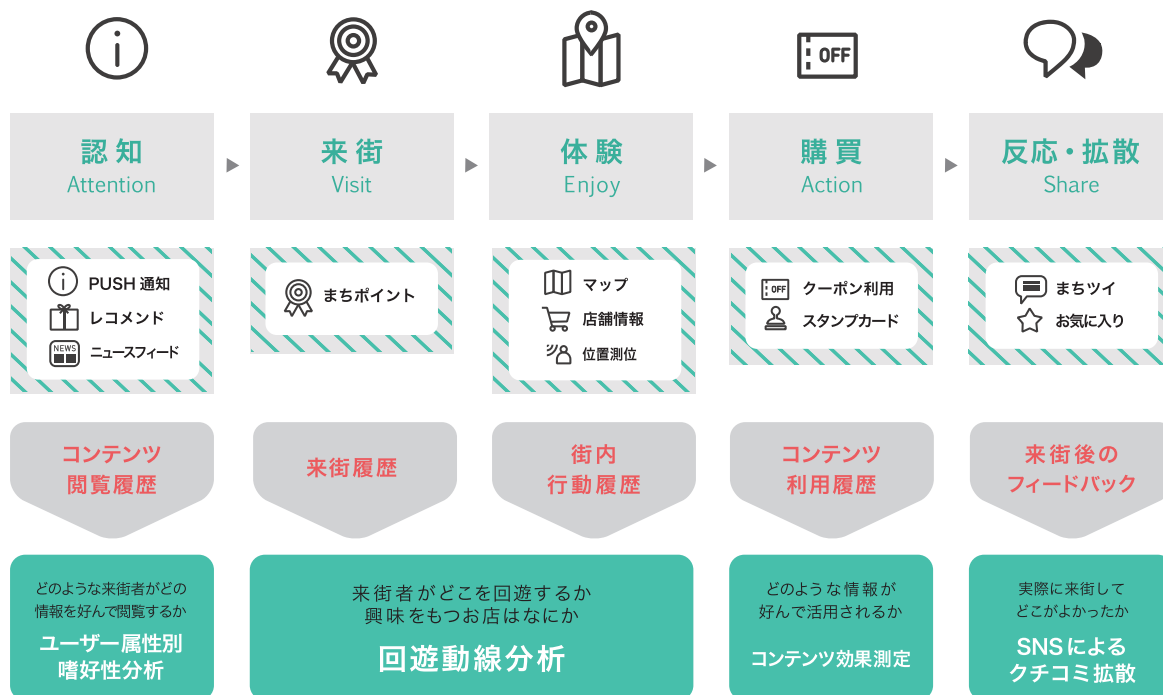 OFF
認知
Attention
来街
Visit
体験
Enjoy
購買
Action
反応・拡散
Share
PUSH 通知
レコメンド
NEWS
ニュースフィード
まちポイント
マップ
店舗情報
位置測位
OFF
クーポン利用
スタンプカード
まちツイ
お気に入り
コンテンツ
閲覧履歴
来街履歴
街内
行動履歴
コンテンツ
利用履歴
来街後の
フィードバック
どのような来街者がどの
情報を好んで閲覧するか
ユーザー属性別
嗜好性分析
来街者がどこを回遊するか
興味をもつお店はなにか
回遊動線分析
どのような情報が
好んで活用されるか
コンテンツ効果測定
実際に来街して
どこがよかったか
SNSによる
クチコミ拡散